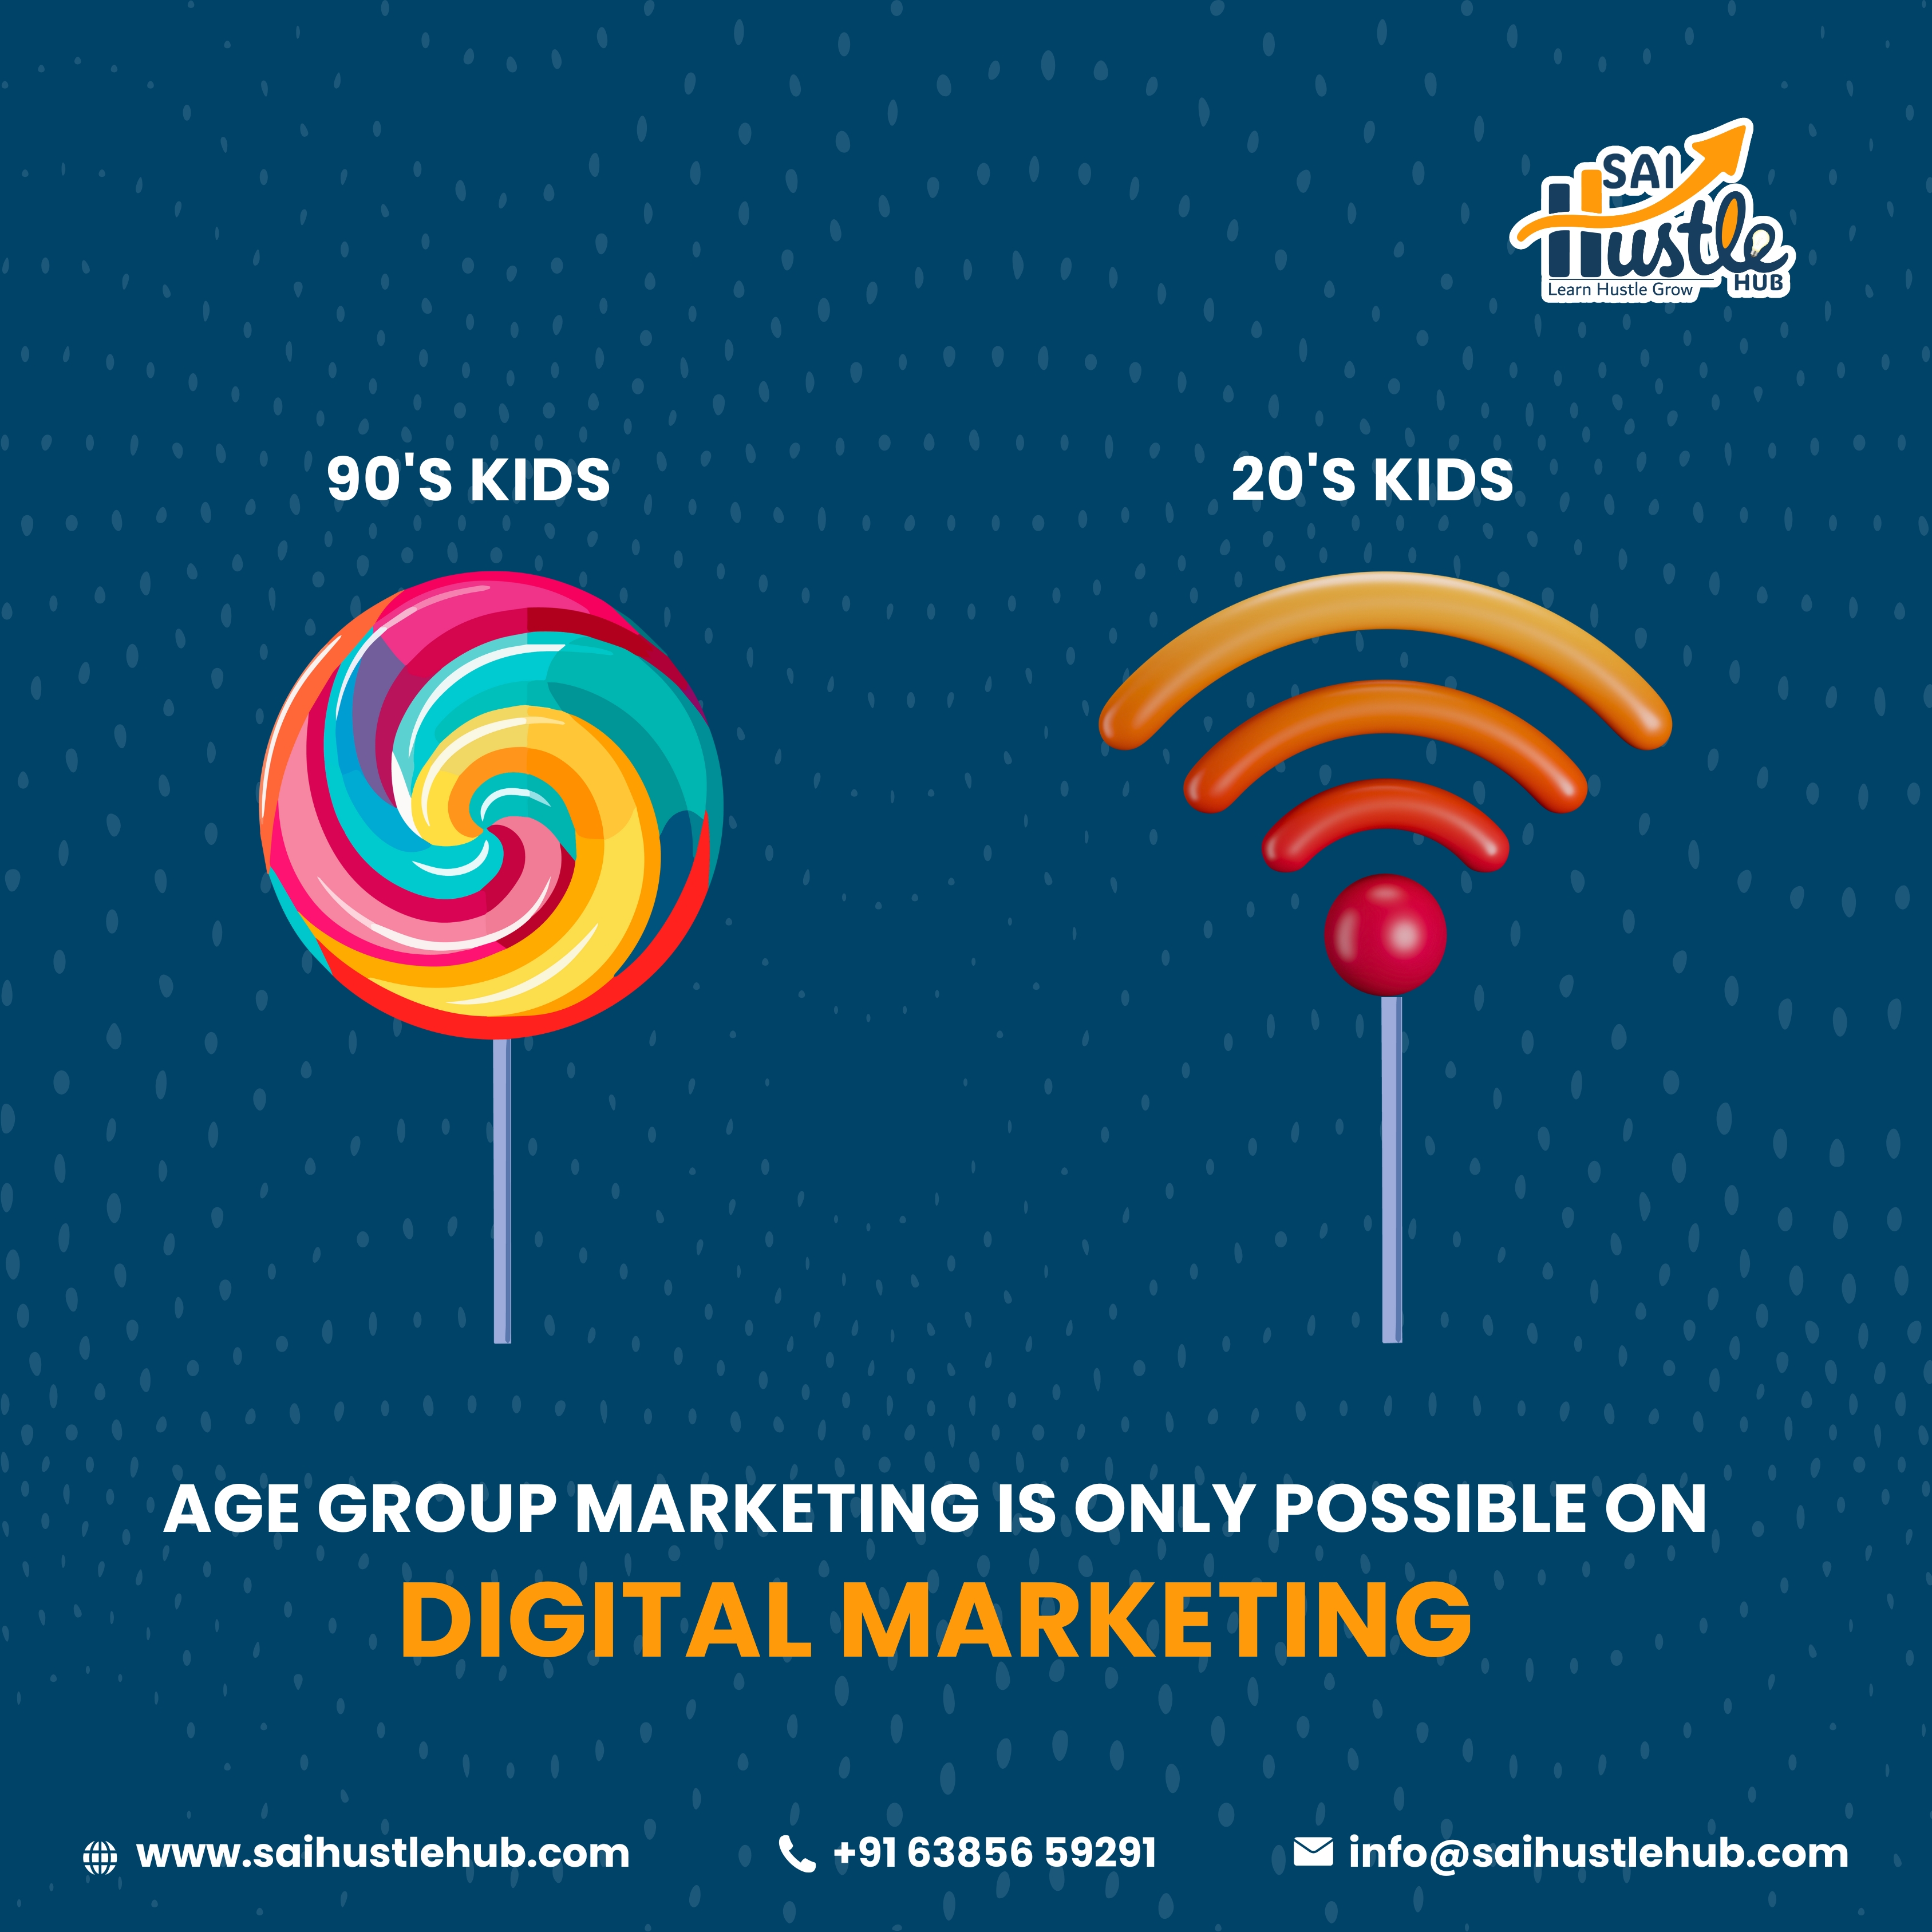 SAI
Hustle
HUB
Learn Hustle Grow
90'S KIDS
20'S KIDS
AGE GROUP MARKETING IS ONLY POSSIBLE ON
DIGITAL MARKETING
www.saihustlehub.com
+91 63856 59291
info@saihustlehub.com